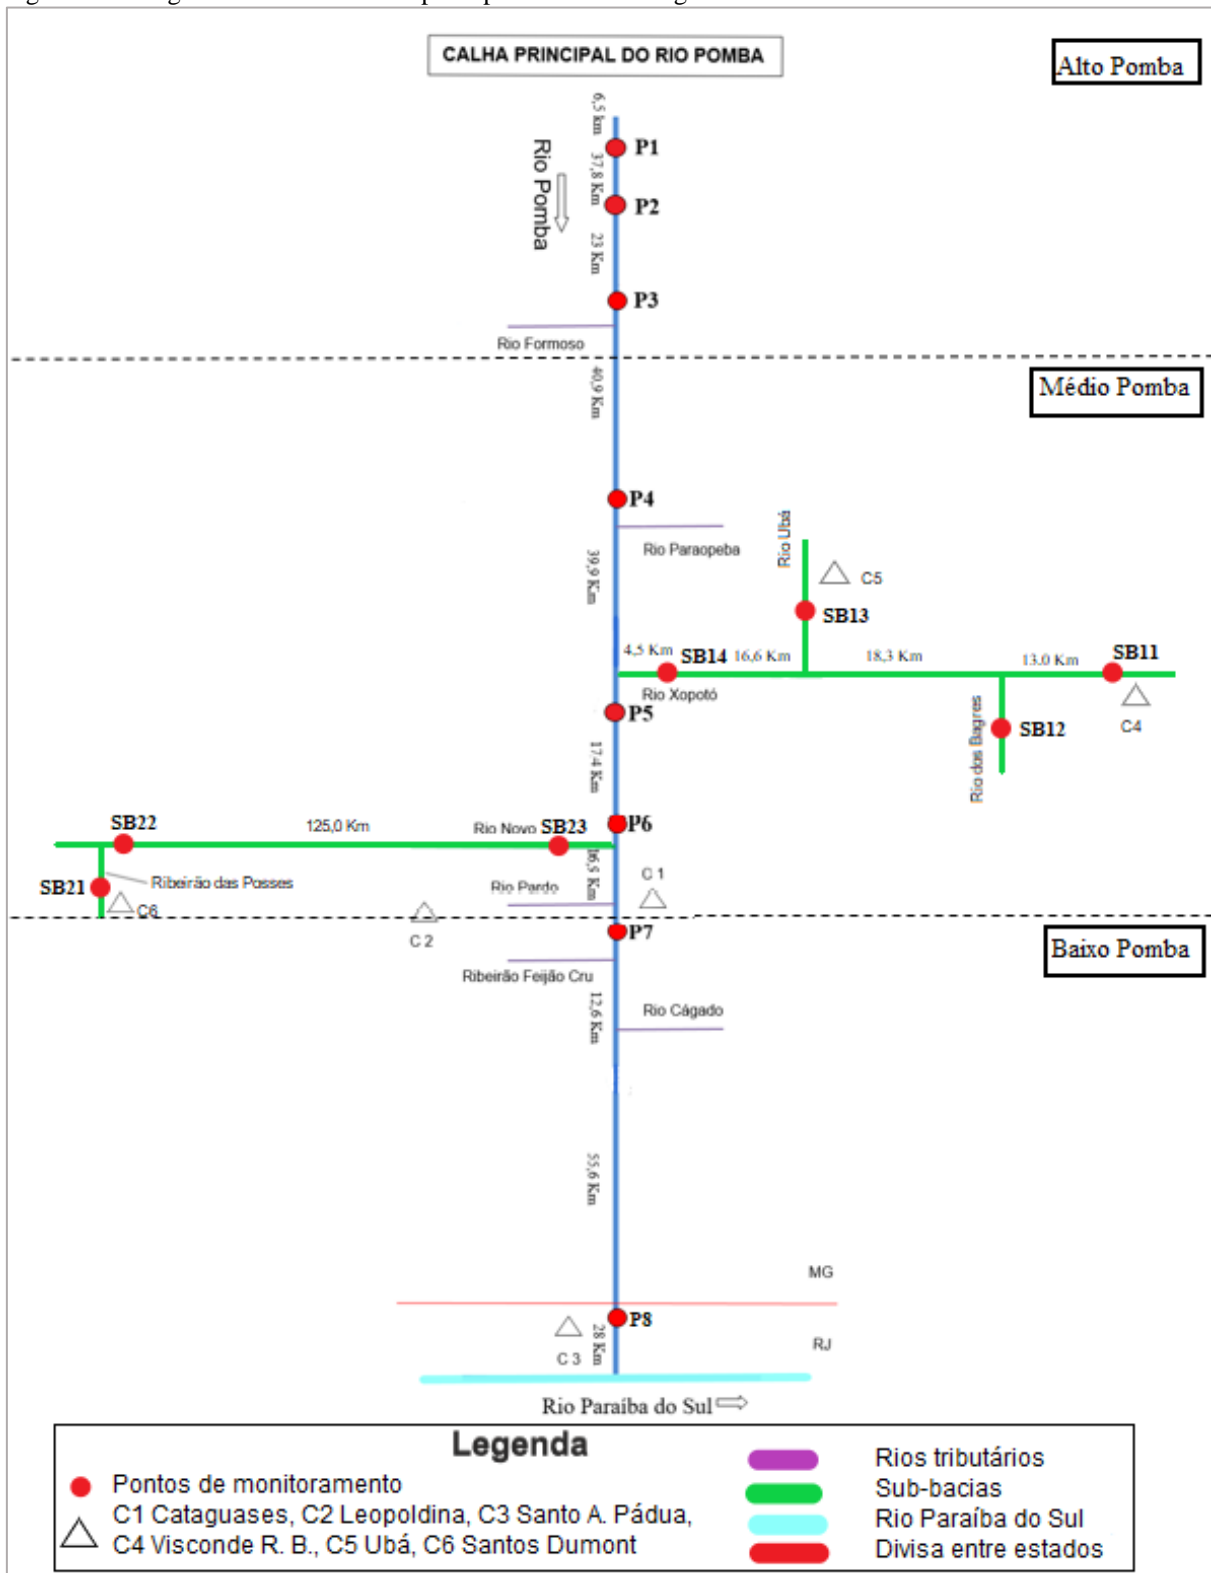 CALHA PRINCIPAL DO RIO POMBA
Alto Pomba
6,5 km
P1
Rio Pomba
37,8 Km
P2
23 Km
P3
Rio Formoso
40,9 Km
Médio Pomba
P4
Rio Paraopeba
Rio Ubá
C5
39,9 Km
SB13
4,5 Km
SB14
16,6 Km
18,3 Km
13.0 Km
SB11
Rio Xopotó
C4
P5
Rio dos Bagres
SB12
174 Km
SB22
125,0 Km
Rio Novo
SB23
P6
16,5 Km
C 1
SB21
Ribeirão das Posses
Rio Pardo
C6
C 2
P7
Baixo Pomba
Ribeirão Feijão Cru
12,6 Km
Rio Cágado
55,6 Km
MG
P8
C 3
28 Km
RJ
Rio Paraíba do Sul
Legenda
Pontos de monitoramento
C1 Cataguases, C2 Leopoldina, C3 Santo A. Pádua,
C4 Visconde R. B., C5 Ubá, C6 Santos Dumont
Rios tributários
Sub-bacias
Rio Paraíba do Sul
Divisa entre estados